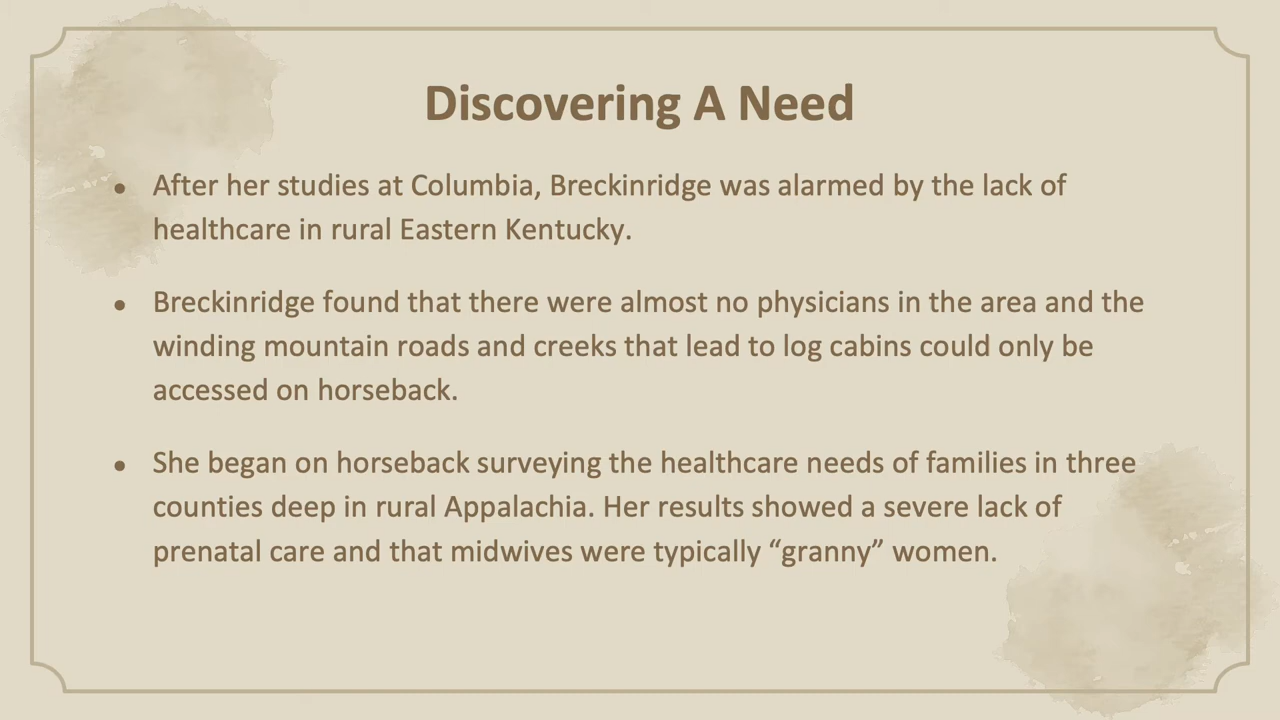 Discovering A Need
• After her studies at Columbia, Breckinridge was alarmed by the lack of
healthcare in rural Eastern Kentucky.
• Breckinridge found that there were almost no physicians in the area and the
winding mountain roads and creeks that lead to log cabins could only be
accessed on horseback.
• She began on horseback surveying the healthcare needs of families in three
counties deep in rural Appalachia. Her results showed a severe lack of
prenatal care and that midwives were typically “granny” women.